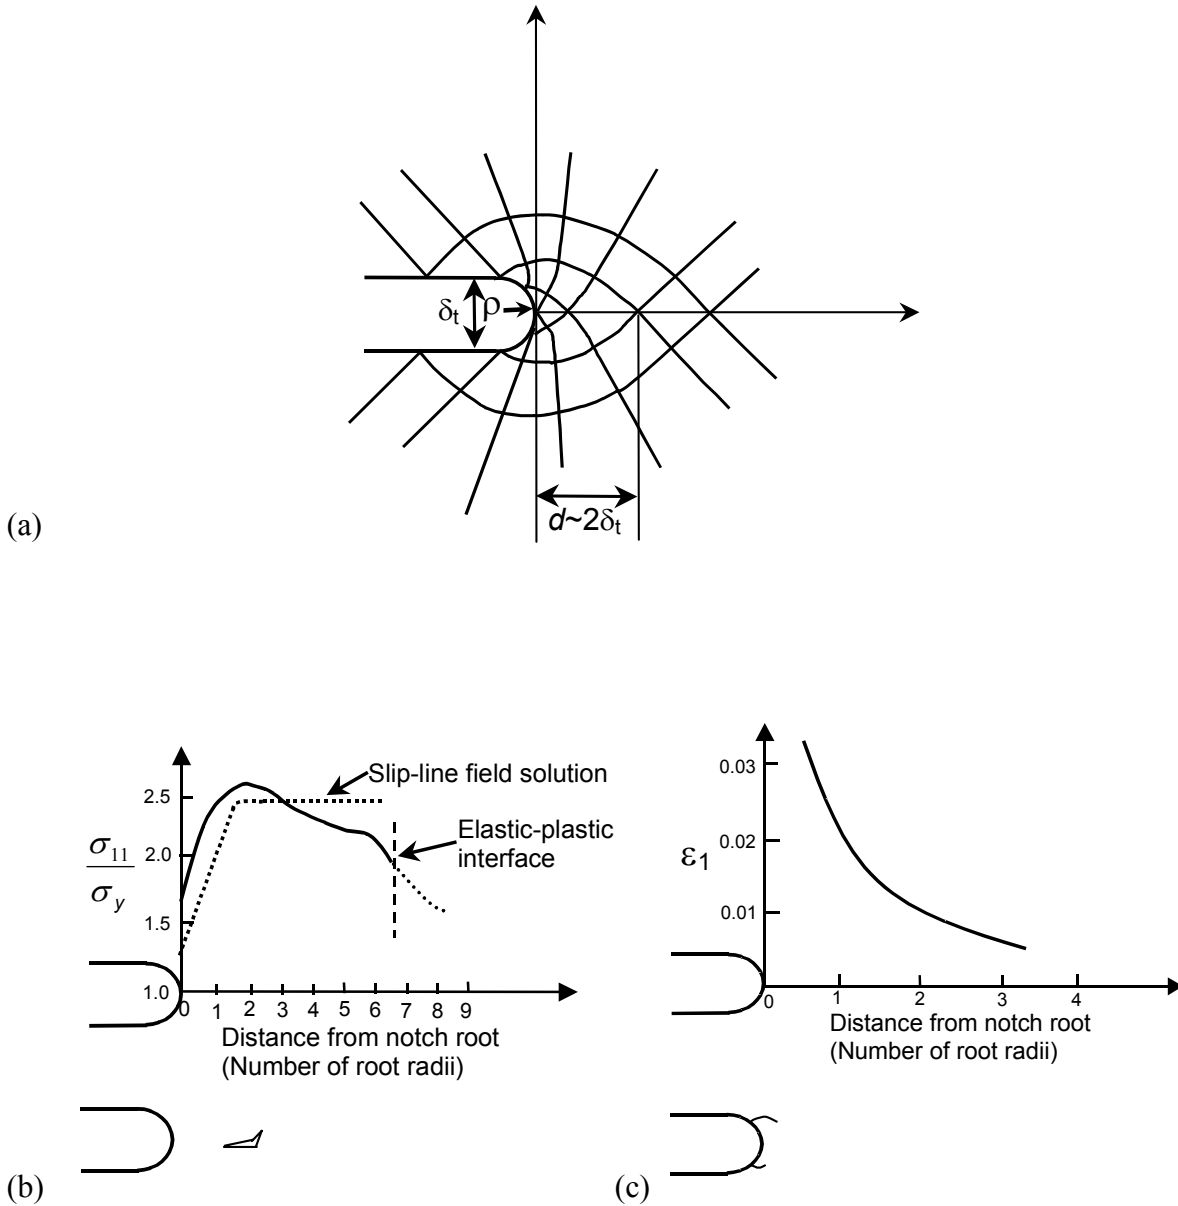 δt ρ
d~2δt
(a)
σ11
σy
2.5
2.0
1.5
1.0
Slip-line field solution
Elastic-plastic
interface
0 1 2 3 4 5 6 7 8 9
Distance from notch root
(Number of root radii)
(b)
ε1
0.03
0.02
0.01
0 1 2 3 4
Distance from notch root
(Number of root radii)
(c)